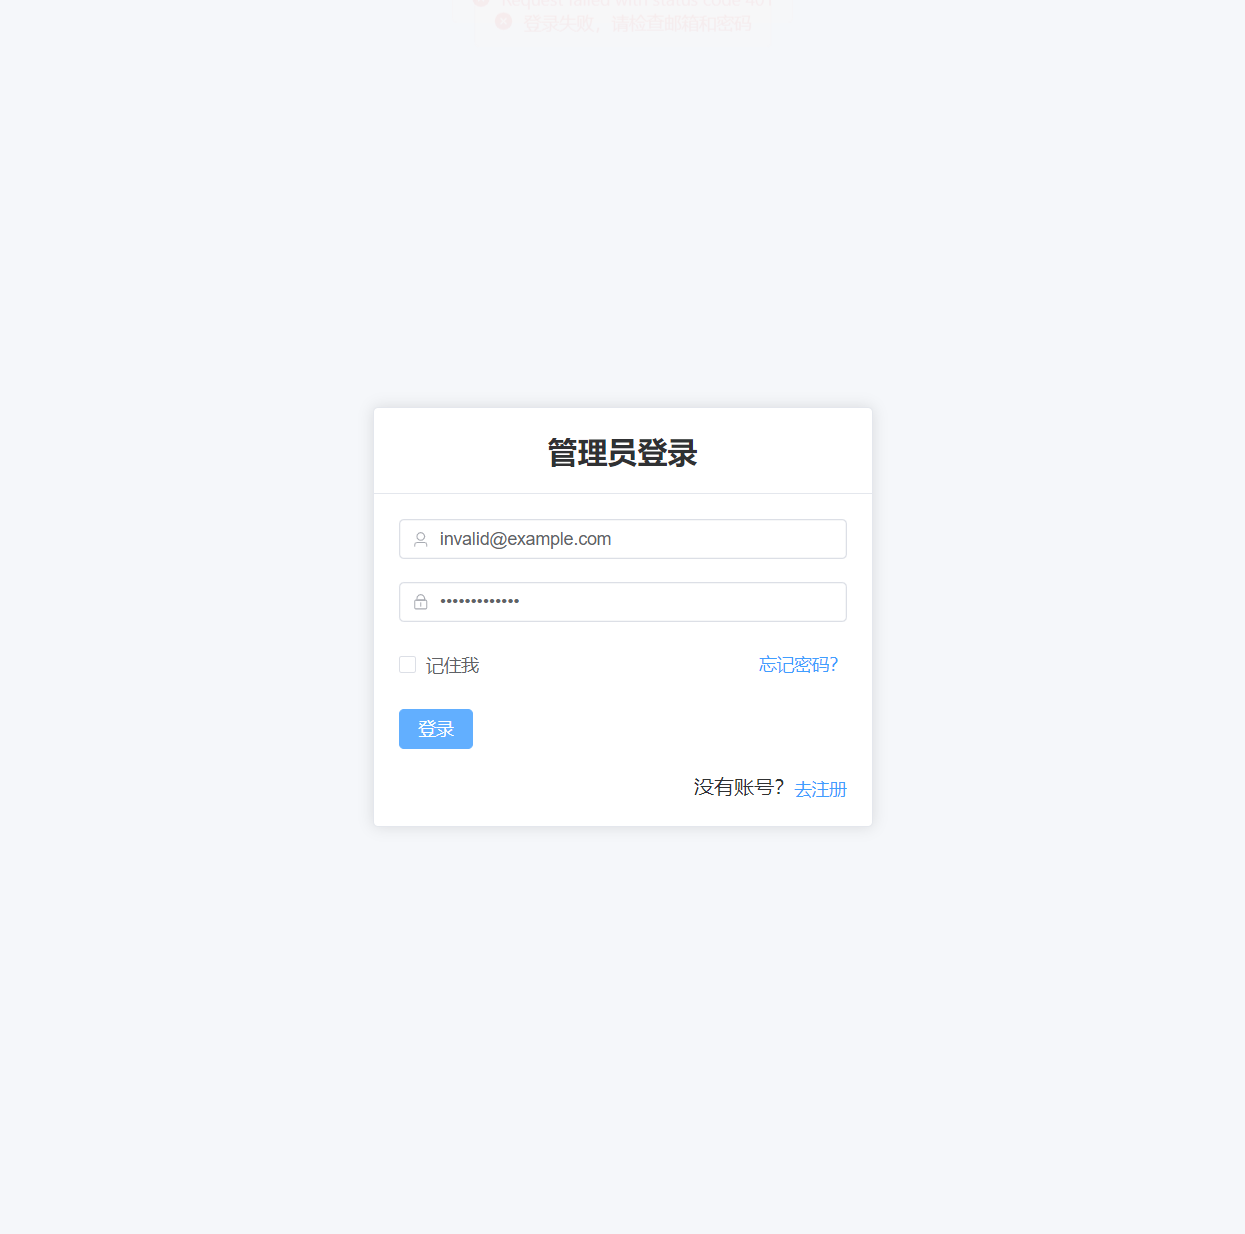 Request failed with status code 401
登录失败，请检查邮箱和密码
管理员登录
invalid@example.com
•••••••••••••
记住我 忘记密码？
登录
没有账号？ 去注册